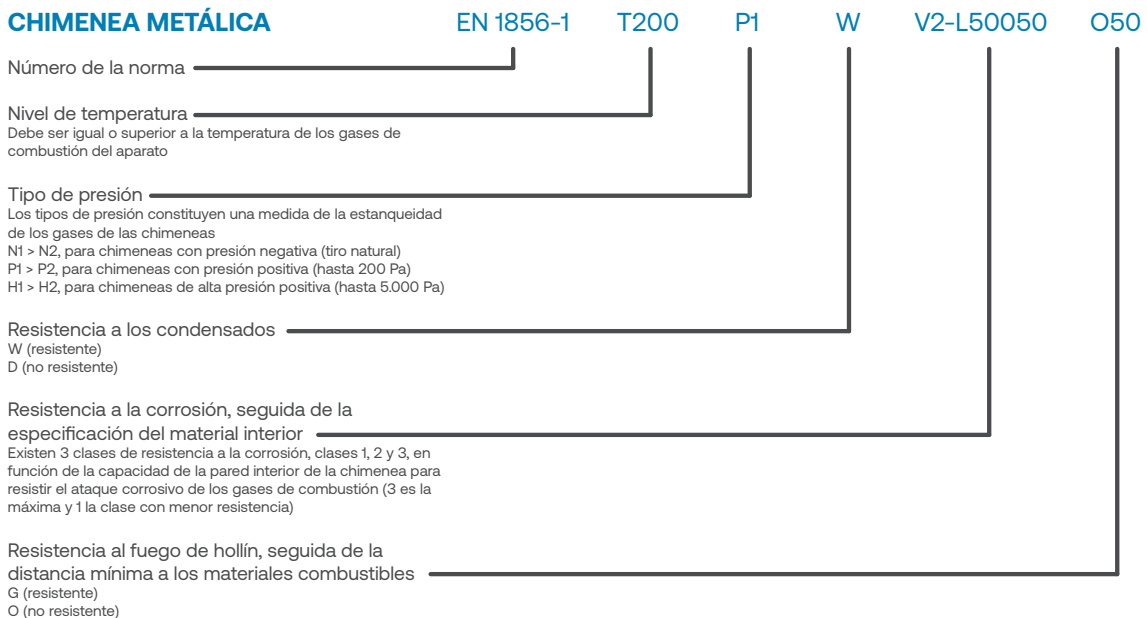 CHIMENEA METÁLICA EN 1856-1 T200 P1 W V2-L50050 O50
Número de la norma
Nivel de temperatura
Debe ser igual o superior a la temperatura de los gases de
combustión del aparato
Tipo de presión
Los tipos de presión constituyen una medida de la estanqueidad
de los gases de las chimeneas
N1 > N2, para chimeneas con presión negativa (tiro natural)
P1 > P2, para chimeneas con presión positiva (hasta 200 Pa)
H1 > H2, para chimeneas de alta presión positiva (hasta 5.000 Pa)
Resistencia a los condensados
W (resistente)
D (no resistente)
Resistencia a la corrosión, seguida de la
especificación del material interior
Existen 3 clases de resistencia a la corrosión, clases 1, 2 y 3, en
función de la capacidad de la pared interior de la chimenea para
resistir el ataque corrosivo de los gases de combustión (3 es la
máxima y 1 la clase con menor resistencia)
Resistencia al fuego de hollín, seguida de la
distancia mínima a los materiales combustibles
G (resistente)
O (no resistente)